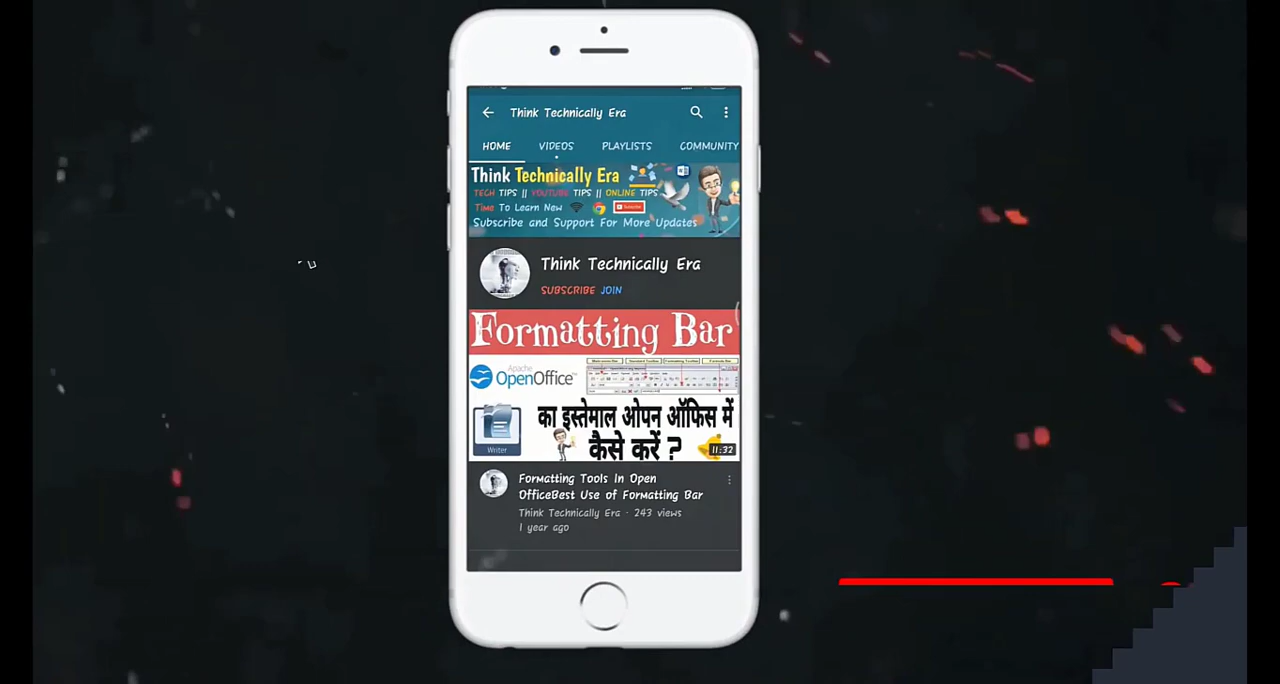 Think Technically Era
HOME VIDEOS PLAYLISTS COMMUNITY
Think Technically Era
TECH TIPS || YOUTUBE TIPS || ONLINE TIPS
Time To Learn New Subscribe
Subscribe and Support For More Updates
Think Technically Era
SUBSCRIBE JOIN
Formatting Bar
Apache
OpenOffice
का इस्तेमाल ओपन ऑफिस में
कैसे करें ?
Writer
11:32
Formatting Tools In Open
OfficeBest Use of Formatting Bar
Think Technically Era · 243 views
1 year ago